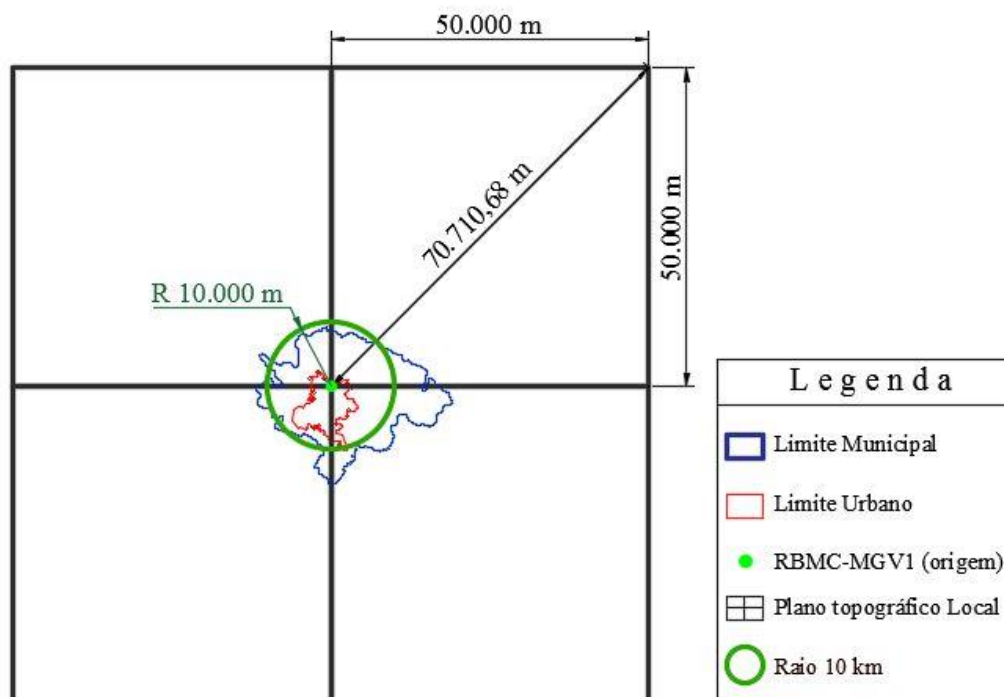 50.000 m
70.710,68 m
50.000 m
R 10.000 m
Legenda
Limite Municipal
Limite Urbano
RBMC-MGV1 (origem)
Plano topográfico Local
Raio 10 km